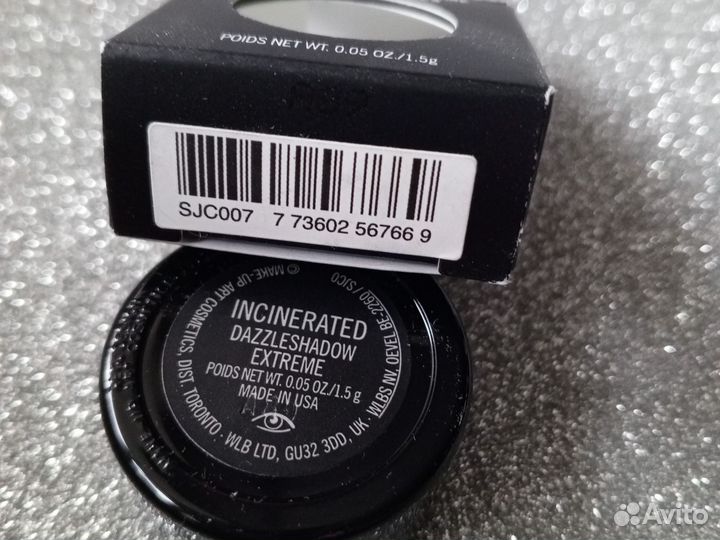 POIDS NET WT. 0.05 OZ./1.5g
SJC007 7 73602 56766 9
INCINERATED
DAZZLESHADOW
EXTREME
POIDS NET WT. 0.05 OZ./1.5 g
MADE IN USA
© MAKE-UP ART COSMETICS, DIST. TORONTO · WLB LTD, GU32 3DD, UK · WLBS NV, OEVEL BE-2260 / SJC0
Avito